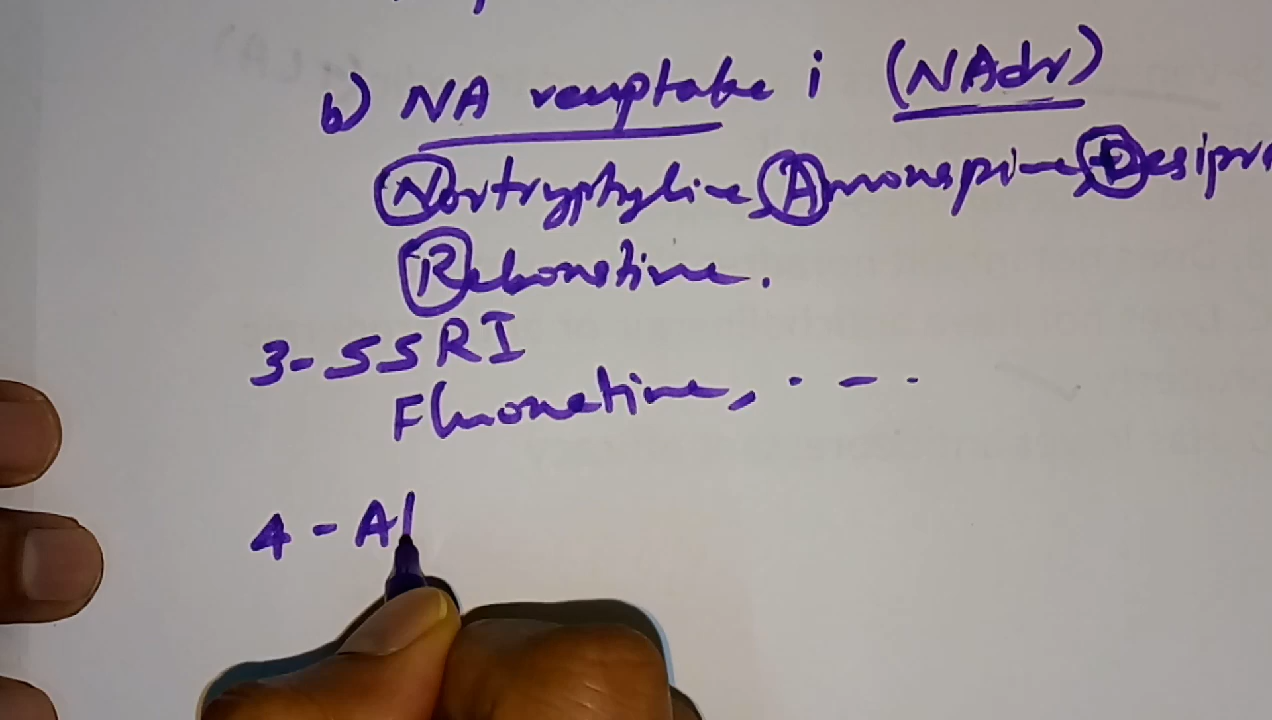 b) NA reuptake i (NAdr)
Nortryptyline, Amoxapine, Desipra
Reboxetine.
3- SSRI
Fluoxetine, . - .
4 - A